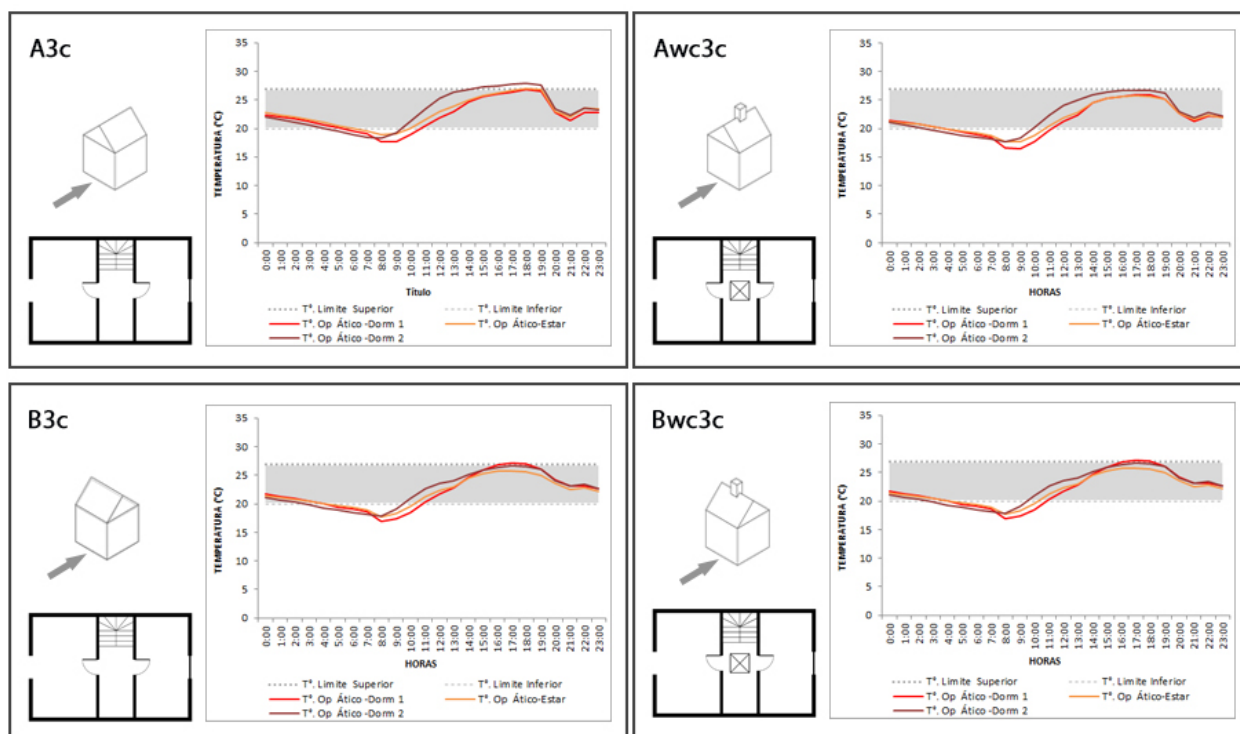 A3c
TEMPERATURA (°C)
35
30
25
20
15
10
5
0
0:00 1:00 2:00 3:00 4:00 5:00 6:00 7:00 8:00 9:00 10:00 11:00 12:00 13:00 14:00 15:00 16:00 17:00 18:00 19:00 20:00 21:00 22:00 23:00
Título
Tª. Limite Superior Tª. Limite Inferior
Tª. Op Ático -Dorm 1 Tª. Op Ático-Estar
Tª. Op Ático -Dorm 2
Awc3c
TEMPERATURA (°C)
35
30
25
20
15
10
5
0
0:00 1:00 2:00 3:00 4:00 5:00 6:00 7:00 8:00 9:00 10:00 11:00 12:00 13:00 14:00 15:00 16:00 17:00 18:00 19:00 20:00 21:00 22:00 23:00
HORAS
Tª. Limite Superior Tª. Limite Inferior
Tª. Op Ático -Dorm 1 Tª. Op Ático-Estar
Tª. Op Ático -Dorm 2
B3c
TEMPERATURA (°C)
35
30
25
20
15
10
5
0
0:00 1:00 2:00 3:00 4:00 5:00 6:00 7:00 8:00 9:00 10:00 11:00 12:00 13:00 14:00 15:00 16:00 17:00 18:00 19:00 20:00 21:00 22:00 23:00
HORAS
Tª. Limite Superior Tª. Limite Inferior
Tª. Op Ático -Dorm 1 Tª. Op Ático-Estar
Tª. Op Ático -Dorm 2
Bwc3c
TEMPERATURA (°C)
35
30
25
20
15
10
5
0
0:00 1:00 2:00 3:00 4:00 5:00 6:00 7:00 8:00 9:00 10:00 11:00 12:00 13:00 14:00 15:00 16:00 17:00 18:00 19:00 20:00 21:00 22:00 23:00
HORAS
Tª. Limite Superior Tª. Limite Inferior
Tª. Op Ático -Dorm 1 Tª. Op Ático-Estar
Tª. Op Ático -Dorm 2